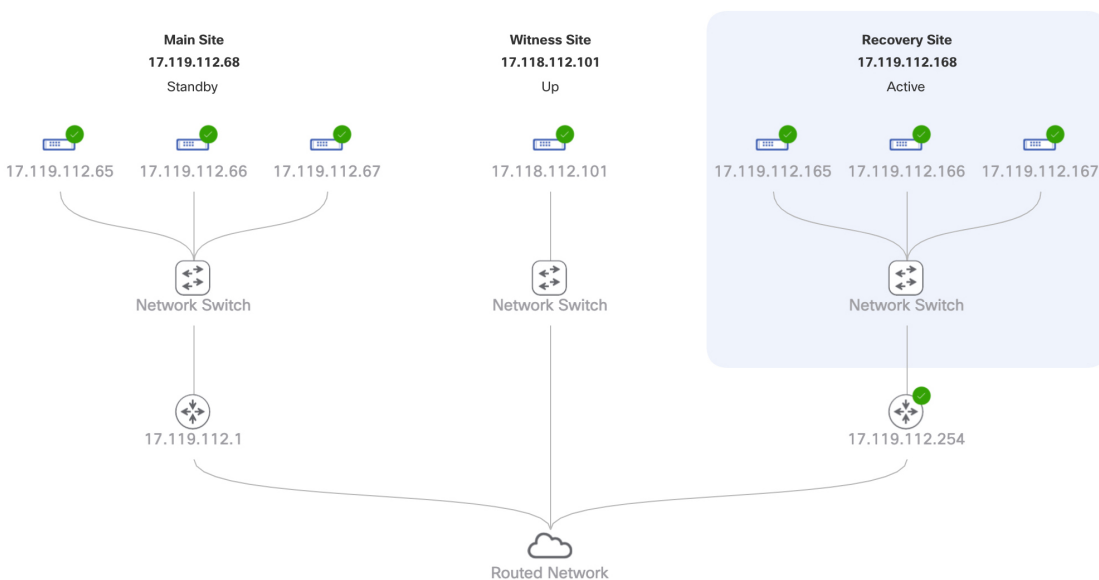 Main Site
17.119.112.68
Standby
Witness Site
17.118.112.101
Up
Recovery Site
17.119.112.168
Active
17.119.112.65
17.119.112.66
17.119.112.67
17.118.112.101
17.119.112.165
17.119.112.166
17.119.112.167
Network Switch
Network Switch
Network Switch
17.119.112.1
17.119.112.254
Routed Network